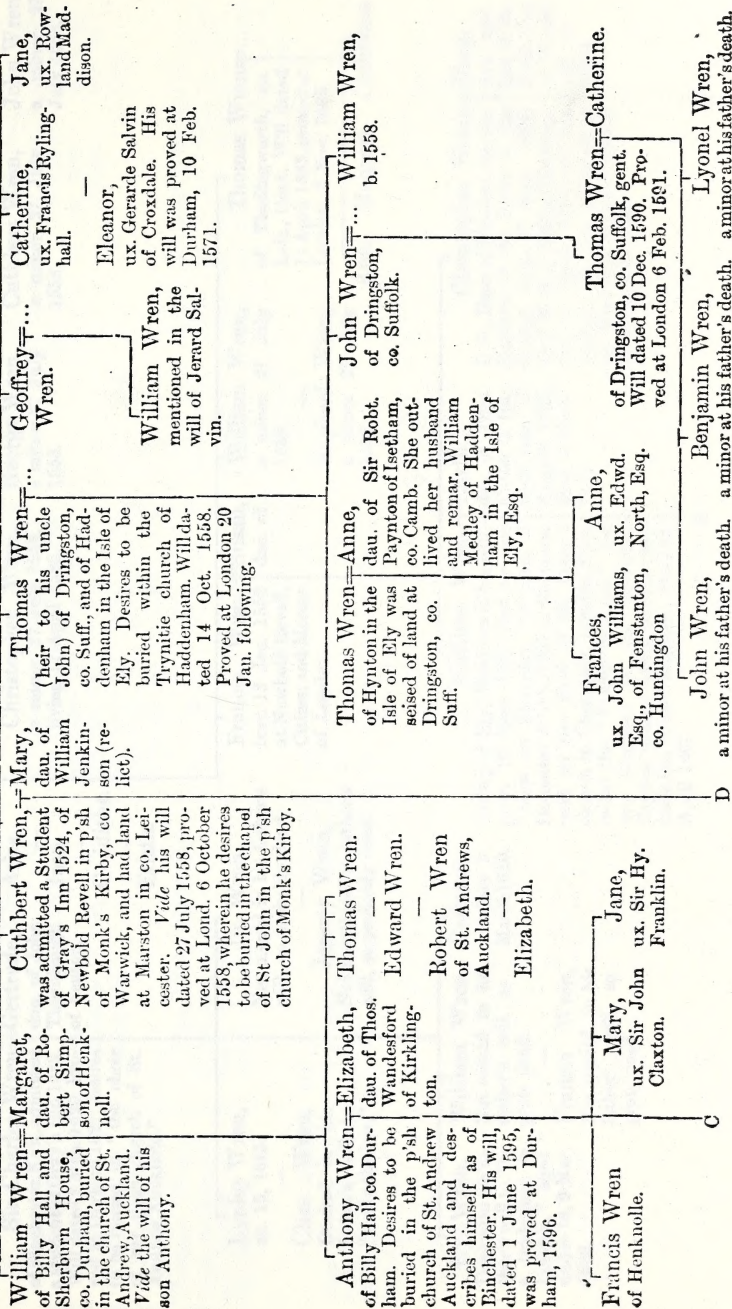 William Wren=Margaret,
of Billy Hall and
Sherburn House,
co. Durham, buried
in the church of St.
Andrew, Auckland.
Vide the will of his
son Anthony.
dau. of Ro-
bert Simp-
son of Henk-
noll.
Cuthbert Wren,=Mary,
was admitted a Student
of Gray's Inn 1524, of
Newbold Revell in p'sh
of Monk's Kirby, co.
Warwick, and had land
at Marston in co, Lei-
cester. Vide his will
dated 27 July 1558, pro-
ved at Lond. 6 October
1558, wherein he desires
to be buried in the chapel
of St John in the p'sh
church of Monk's Kirby.
dau. of
William
Jenkin-
son (re-
lict).
Thomas Wren=...
(heir to his uncle
John) of Dringston,
co. Suff., and of Had-
denham in the Isle of
Ely. Desires to be
buried within the
Trynitie church of
Haddenham. Will da-
ted 14 Oct. 1558.
Proved at London 20
Jan. following.
Geoffrey=...
Wren.
William Wren,
mentioned in the
will of Jerard Sal-
vin.
Catherine,
ux. Francis Ryling-
hall.
—
Eleanor,
ux. Gerarde Salvin
of Croxdale. His
will was proved at
Durham, 10 Feb.
1571.
Jane,
ux. Row-
land Mad-
dison.
Anthony Wren=Elizabeth,
of Billy Hall, co. Dur-
ham. Desires to be
buried in the p'sh
church of St. Andrew
Auckland and des-
cribes himself as of
Binchester. His will,
dated 1 June 1595,
was proved at Dur-
ham, 1596.
dau. of Thos.
Wandesford
of Kirkling-
ton.
Thomas Wren.
—
Edward Wren.
—
Robert Wren
of St. Andrews,
Auckland.
—
Elizabeth.
Thomas Wren=Anne,
of Hynton in the
Isle of Ely was
seised of land at
Dringston, co.
Suff.
dau. of Sir Robt.
Paynton of Isetham,
co. Camb. She out-
lived her husband
and remar. William
Medley of Hadden-
ham in the Isle of
Ely, Esq.
John Wren=...
of Dringston,
co. Suffolk.
William Wren,
b. 1558.
Francis Wren
of Henknolle.
Mary,
ux. Sir John
Claxton.
Jane,
ux. Sir Hy.
Franklin.
Frances,
ux. John Williams,
Esq., of Fenstanton,
co. Huntingdon
Anne,
ux. Edwd.
North, Esq.
Thomas Wren=Catherine.
of Dringston, co. Suffolk, gent.
Will dated 10 Dec. 1590. Pro-
ved at London 6 Feb. 1591.
John Wren,
a minor at his father's death.
Benjamin Wren,
a minor at his father's death.
Lyonel Wren,
a minor at his father's death.
C
D